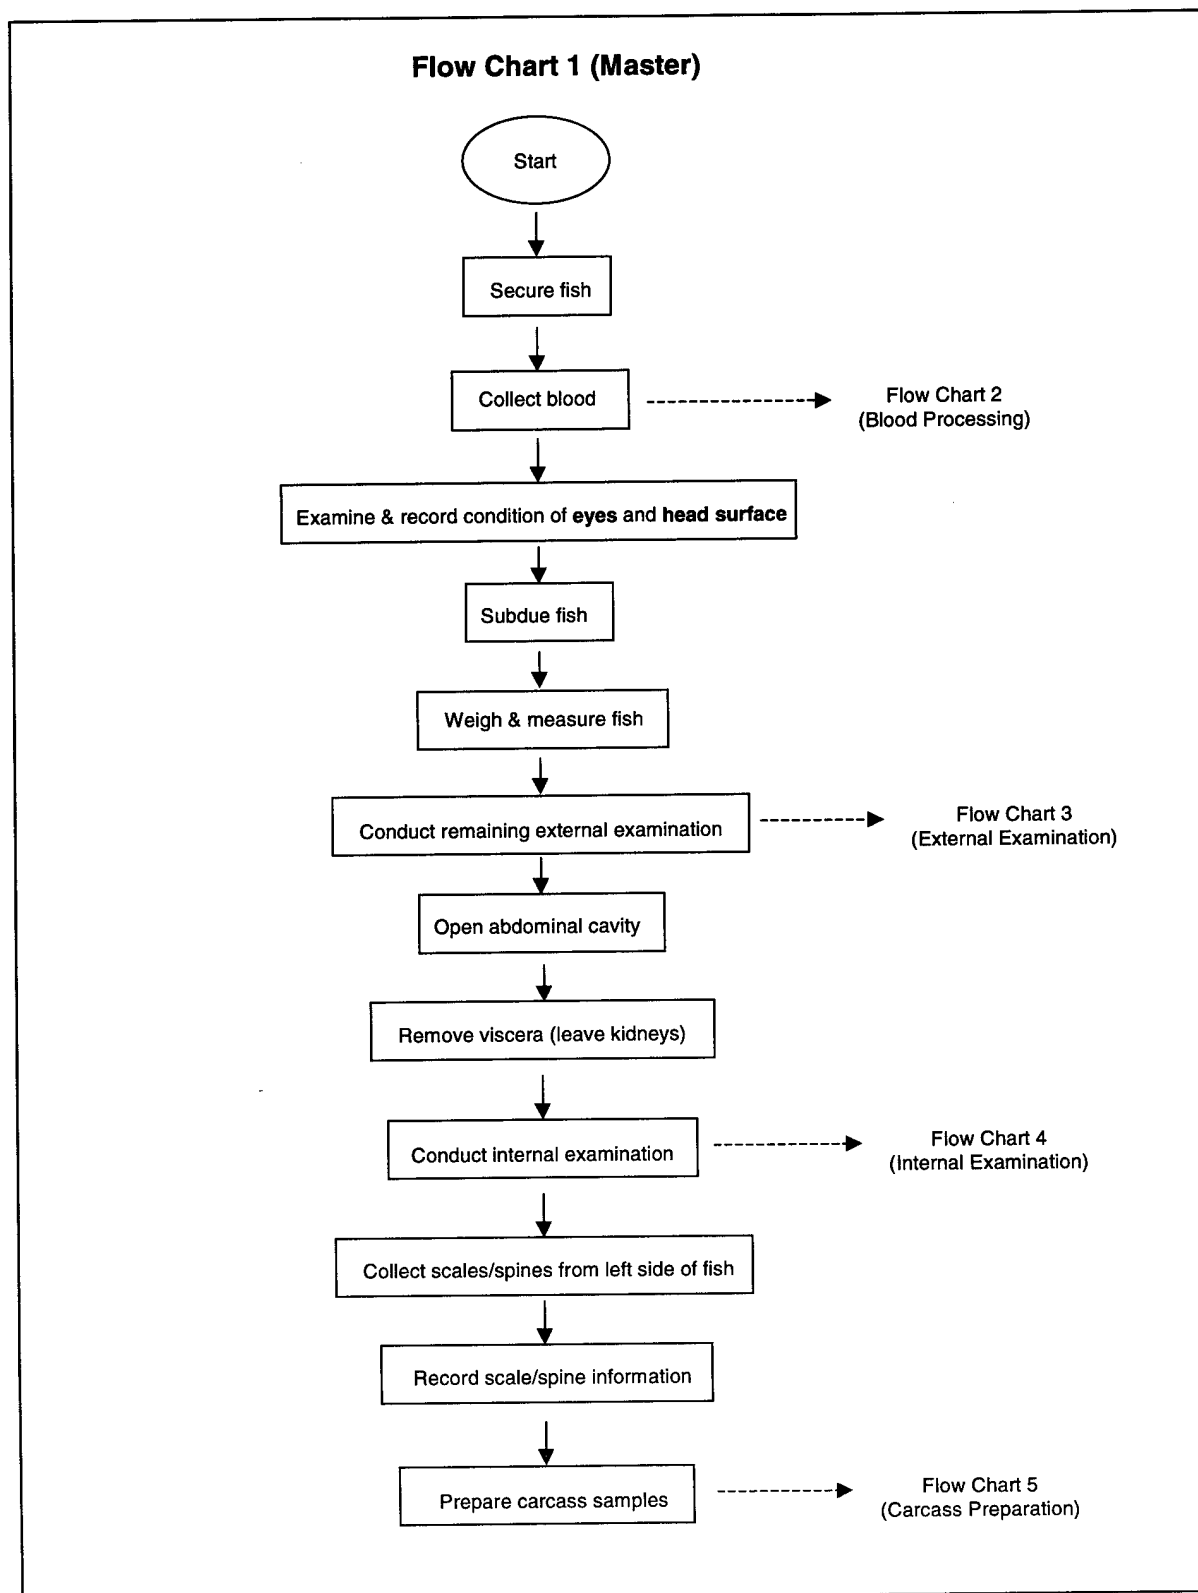 Flow Chart 1 (Master)
Start
Secure fish
Collect blood
Flow Chart 2
(Blood Processing)
Examine & record condition of eyes and head surface
Subdue fish
Weigh & measure fish
Conduct remaining external examination
Flow Chart 3
(External Examination)
Open abdominal cavity
Remove viscera (leave kidneys)
Conduct internal examination
Flow Chart 4
(Internal Examination)
Collect scales/spines from left side of fish
Record scale/spine information
Prepare carcass samples
Flow Chart 5
(Carcass Preparation)